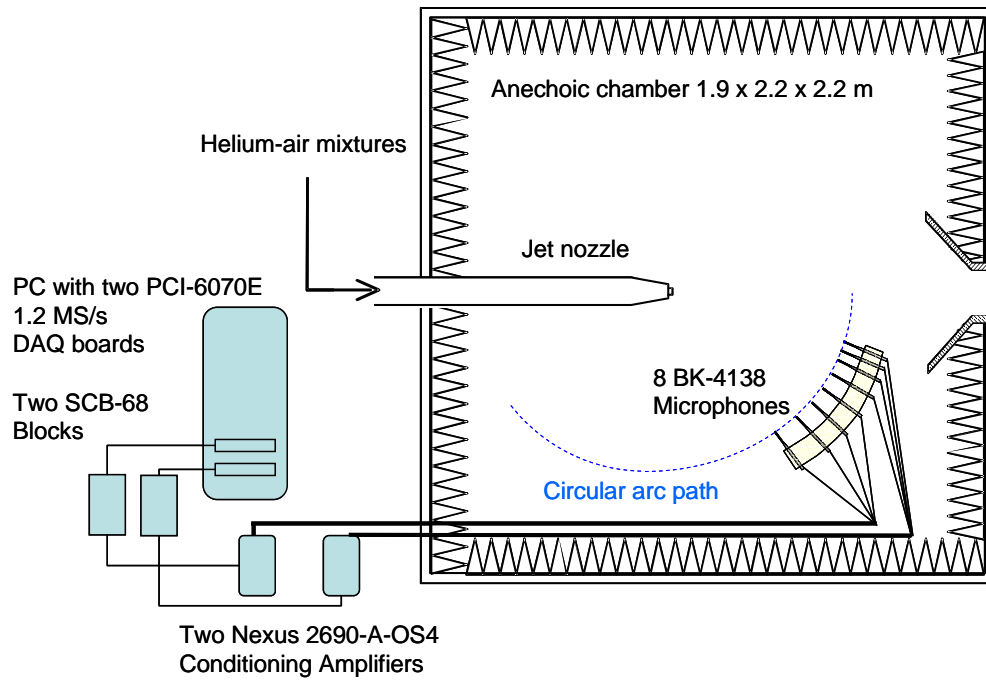 Anechoic chamber 1.9 x 2.2 x 2.2 m
Helium-air mixtures
Jet nozzle
PC with two PCI-6070E
1.2 MS/s
DAQ boards
8 BK-4138
Microphones
Two SCB-68
Blocks
Circular arc path
Two Nexus 2690-A-OS4
Conditioning Amplifiers